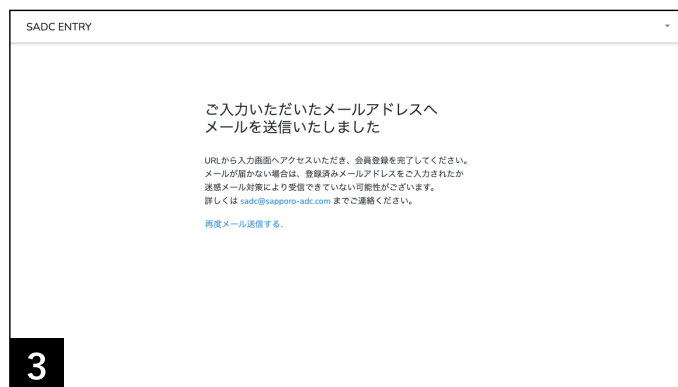 SADC ENTRY
ご入力いただいたメールアドレスへ
メールを送信いたしました
URLから入力画面へアクセスいただき、会員登録を完了してください。
メールが届かない場合は、登録済みメールアドレスをご入力されたか
迷惑メール対策により受信できていない可能性がございます。
詳しくは sadc@sapporo-adc.com までご連絡ください。
再度メール送信する.
3